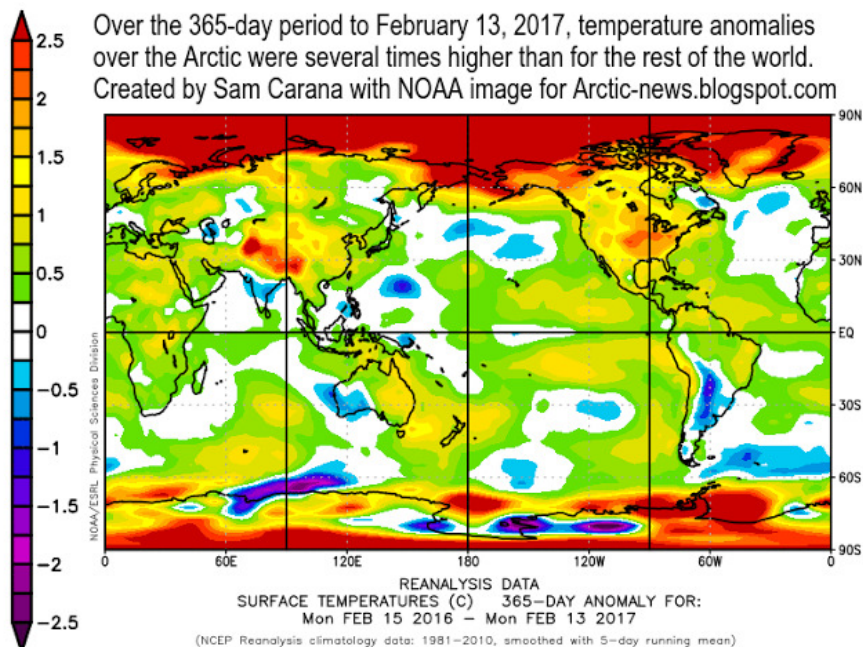 Over the 365-day period to February 13, 2017, temperature anomalies
over the Arctic were several times higher than for the rest of the world.
Created by Sam Carana with NOAA image for Arctic-news.blogspot.com
2.5
2
1.5
1
0.5
0
-0.5
-1
-1.5
-2
-2.5
90N
60N
30N
EQ
30S
60S
90S
NOAA/ESRL Physical Sciences Division
0 60E 120E 180 120W 60W 0
REANALYSIS DATA
SURFACE TEMPERATURES (C) 365-DAY ANOMALY FOR:
Mon FEB 15 2016 - Mon FEB 13 2017
(NCEP Reanalysis climatology data: 1981-2010, smoothed with 5-day running mean)